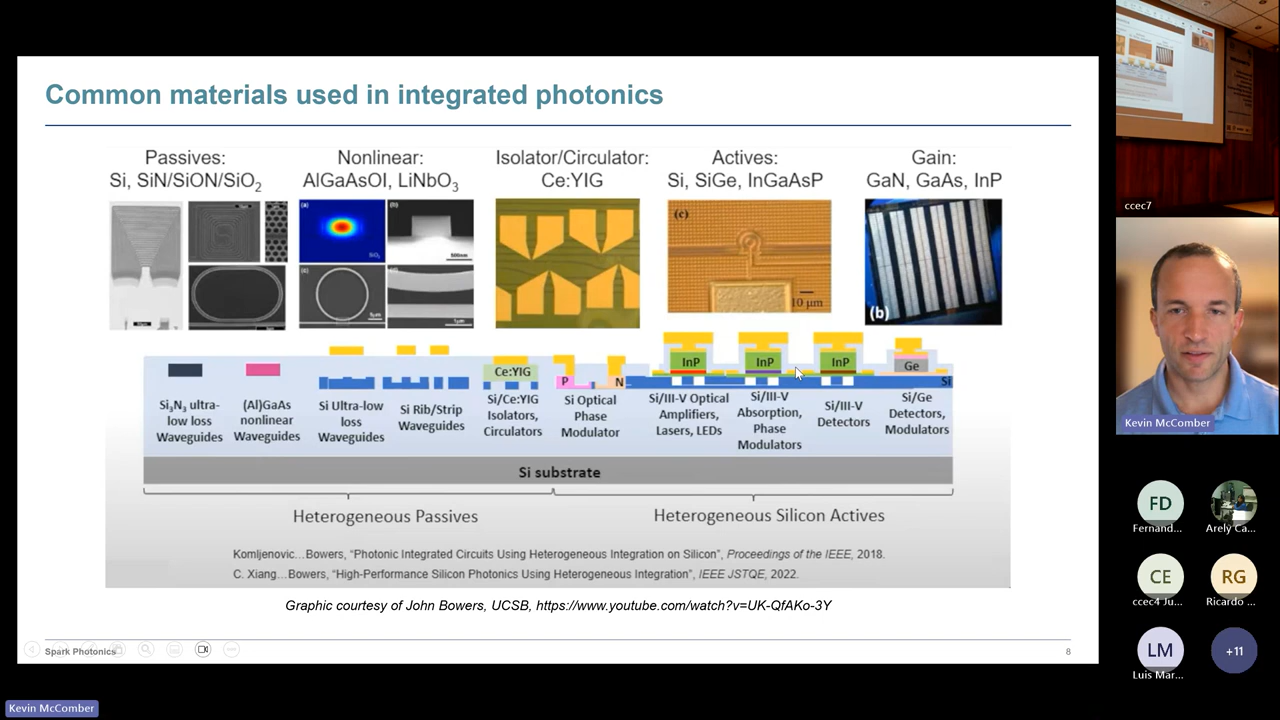 Common materials used in integrated photonics
Passives:
Si, SiN/SiON/SiO2
Nonlinear:
AlGaAsOI, LiNbO3
Isolator/Circulator:
Ce:YIG
Actives:
Si, SiGe, InGaAsP
Gain:
GaN, GaAs, InP
(a)
(b)
SiO2
500nm
(c)
5μm
1μm
(c)
10 μm
(b)
InP
InP
InP
Ge
Ce:YIG
P
N
Si
Si3N4 ultra-
low loss
Waveguides
(Al)GaAs
nonlinear
Waveguides
Si Ultra-low
loss
Waveguides
Si Rib/Strip
Waveguides
Si/Ce:YIG
Isolators,
Circulators
Si Optical
Phase
Modulator
Si/III-V Optical
Amplifiers,
Lasers, LEDs
Si/III-V
Absorption,
Phase
Modulators
Si/III-V
Detectors
Si/Ge
Detectors,
Modulators
Si substrate
Heterogeneous Passives
Heterogeneous Silicon Actives
Komljenovic…Bowers, “Photonic Integrated Circuits Using Heterogeneous Integration on Silicon”, Proceedings of the IEEE, 2018.
C. Xiang…Bowers, “High-Performance Silicon Photonics Using Heterogeneous Integration”, IEEE JSTQE, 2022.
Graphic courtesy of John Bowers, UCSB, https://www.youtube.com/watch?v=UK-QfAKo-3Y
Spark Photonics
8
ccec7
Kevin McComber
FD
Fernand...
Arely Ca...
CE
ccec4 Ju...
RG
Ricardo ...
LM
Luis Mar...
+11
Kevin McComber